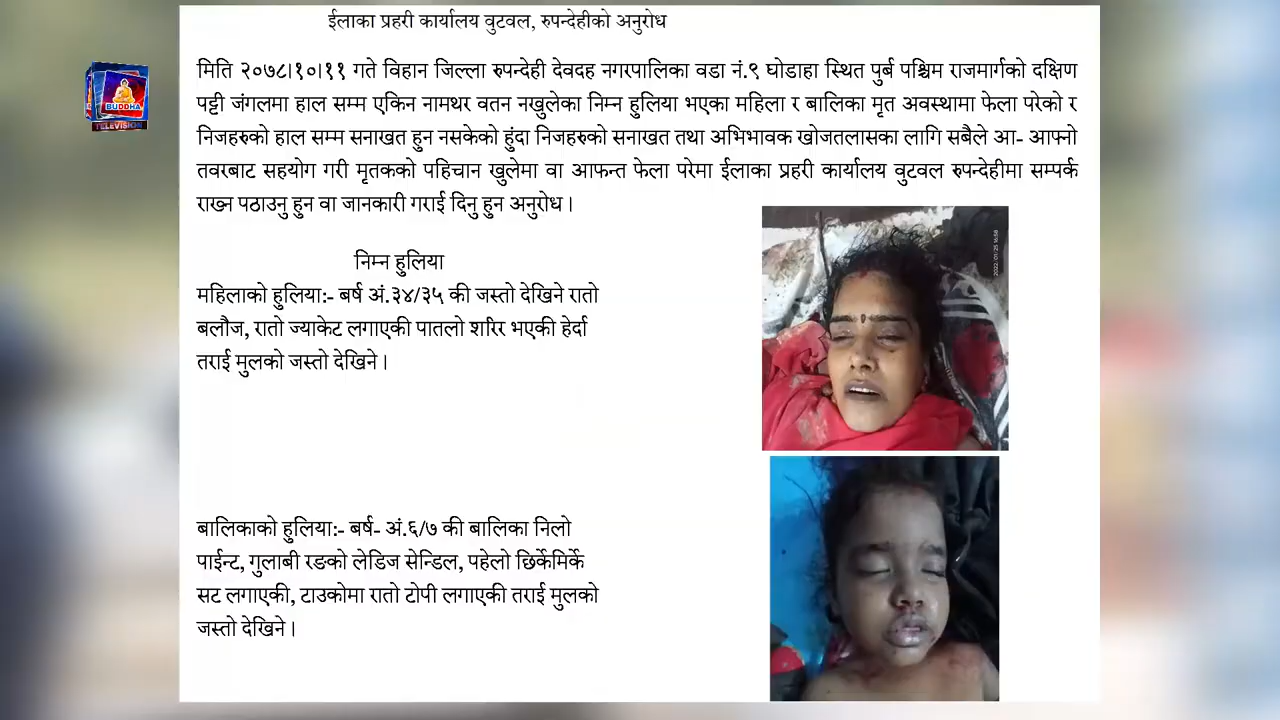 ईलाका प्रहरी कार्यालय वुटवल, रुपन्देहीको अनुरोध
मिति २०७८।१०।११ गते विहान जिल्ला रुपन्देही देवदह नगरपालिका वडा नं.९ घोडाहा स्थित पुर्ब पश्चिम राजमार्गको दक्षिण
पट्टी जंगलमा हाल सम्म एकिन नामथर वतन नखुलेका निम्न हुलिया भएका महिला र बालिका मृत अवस्थामा फेला परेको र
निजहरुको हाल सम्म सनाखत हुन नसकेको हुंदा निजहरुको सनाखत तथा अभिभावक खोजतलासका लागि सबैले आ- आफ्नो
तवरबाट सहयोग गरी मृतकको पहिचान खुलेमा वा आफन्त फेला परेमा ईलाका प्रहरी कार्यालय वुटवल रुपन्देहीमा सम्पर्क
राख्न पठाउनु हुन वा जानकारी गराई दिनु हुन अनुरोध।
निम्न हुलिया
महिलाको हुलियाः- बर्ष अं.३४/३५ की जस्तो देखिने रातो
बलौज, रातो ज्याकेट लगाएकी पातलो शरिर भएकी हेर्दा
तराई मुलको जस्तो देखिने।
बालिकाको हुलियाः- बर्ष- अं.६/७ की बालिका निलो
पाईन्ट, गुलाबी रङको लेडिज सेन्डिल, पहेलो छिर्केमिर्के
सट लगाएकी, टाउकोमा रातो टोपी लगाएकी तराई मुलको
जस्तो देखिने।
BUDDHA
TELEVISION
2022/01/25 16:58